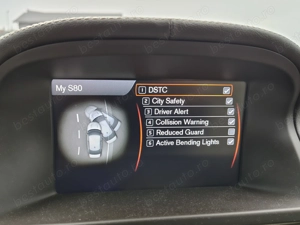 My S80
1 DSTC
2 City Safety
3 Driver Alert
4 Collision Warning
5 Reduced Guard
6 Active Bending Lights